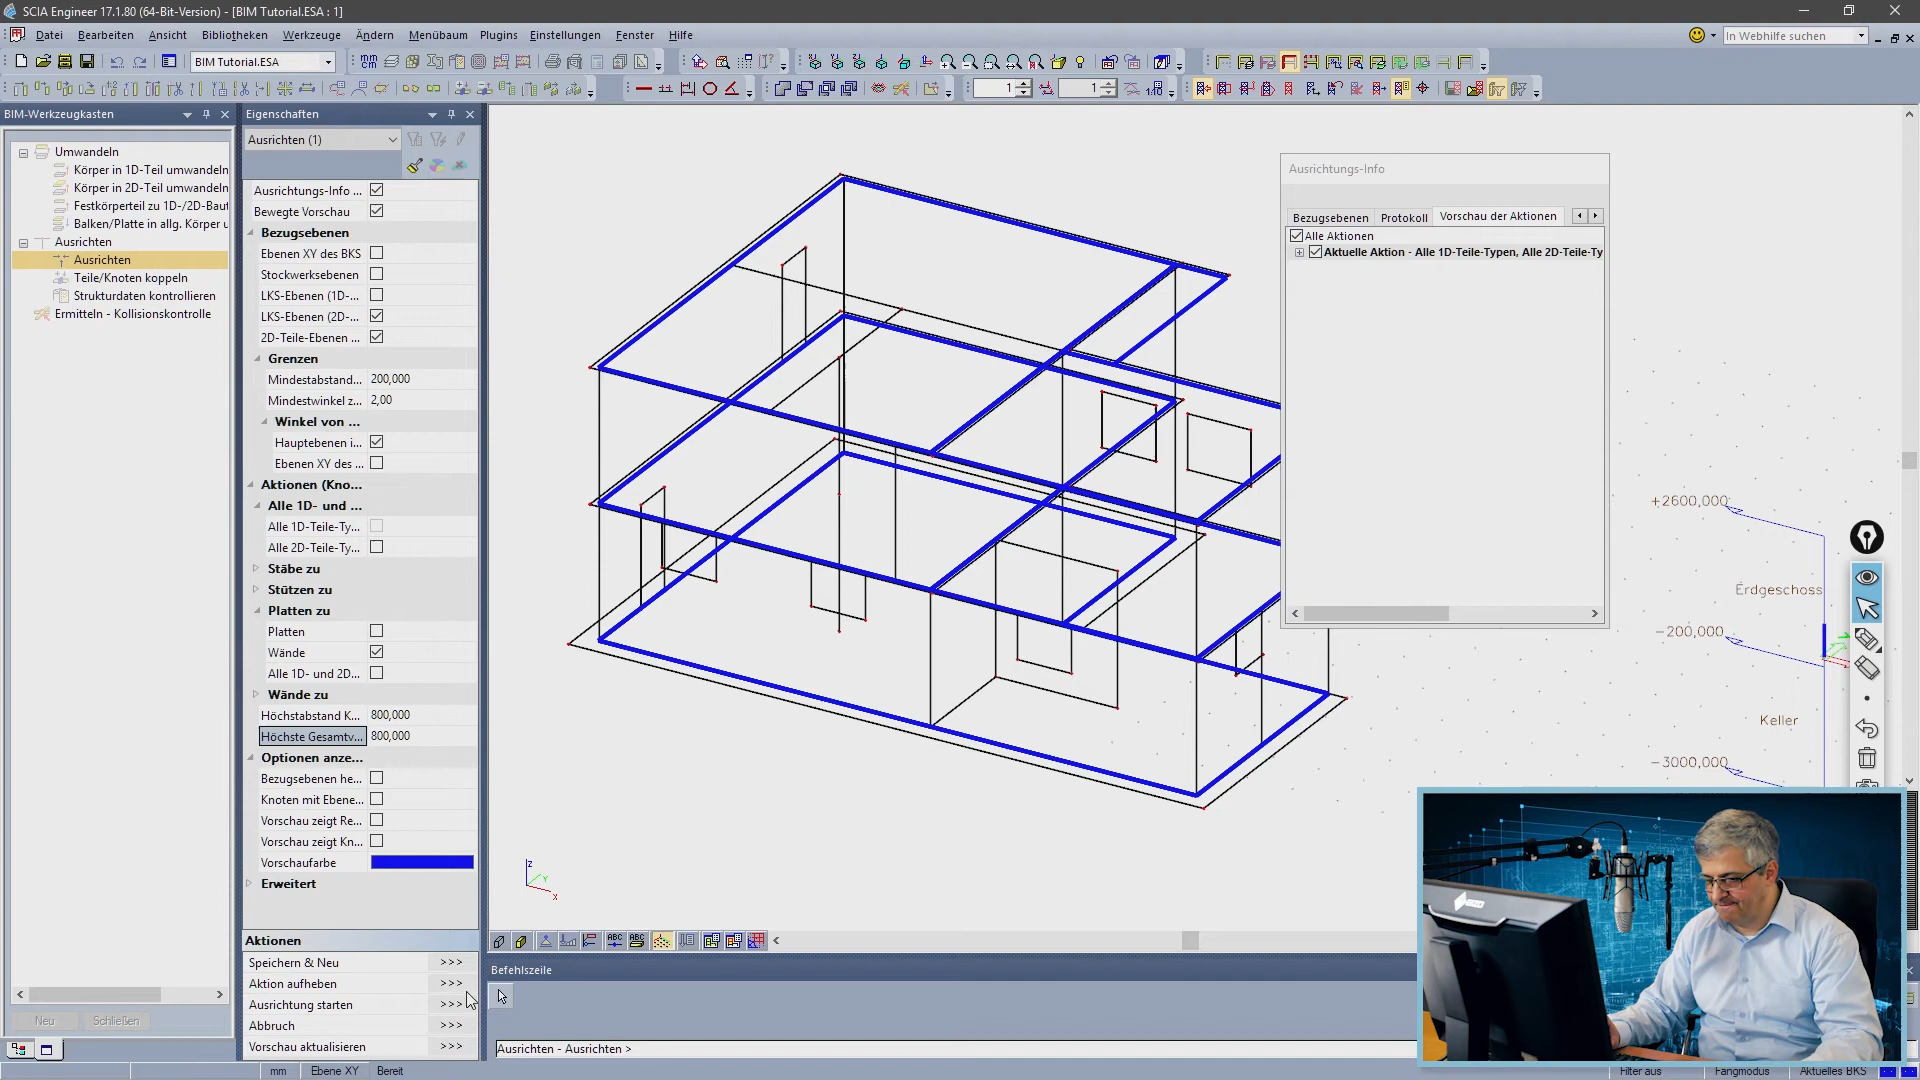 SCIA Engineer 17.1.80 (64-Bit-Version) - [BIM Tutorial.ESA : 1]
Datei Bearbeiten Ansicht Bibliotheken Werkzeuge Ändern Menübaum Plugins Einstellungen Fenster Hilfe
In Webhilfe suchen
BIM Tutorial.ESA
1 1
BIM-Werkzeugkasten
Umwandeln
Körper in 1D-Teil umwandeln
Körper in 2D-Teil umwandeln
Festkörperteil zu 1D-/2D-Baut
Balken/Platte in allg. Körper u
Ausrichten
Ausrichten
Teile/Knoten koppeln
Strukturdaten kontrollieren
Ermitteln - Kollisionskontrolle
Neu Schließen
Eigenschaften
Ausrichten (1)
Ausrichtungs-Info ...
Bewegte Vorschau
Bezugsebenen
Ebenen XY des BKS
Stockwerksebenen
LKS-Ebenen (1D-...
LKS-Ebenen (2D-...
2D-Teile-Ebenen ...
Grenzen
Mindestabstand... 200,000
Mindestwinkel z... 2,00
Winkel von ...
Hauptebenen i...
Ebenen XY des ...
Aktionen (Kno...
Alle 1D- und ...
Alle 1D-Teile-Ty...
Alle 2D-Teile-Ty...
Stäbe zu
Stützen zu
Platten zu
Platten
Wände
Alle 1D- und 2D...
Wände zu
Höchstabstand K... 800,000
Höchste Gesamtv... 800,000
Optionen anze...
Bezugsebenen he...
Knoten mit Ebene...
Vorschau zeigt Re...
Vorschau zeigt Kn...
Vorschaufarbe
Erweitert
Aktionen
Speichern & Neu >>>
Aktion aufheben >>>
Ausrichtung starten >>>
Abbruch >>>
Vorschau aktualisieren >>>
Ausrichtungs-Info
Bezugsebenen Protokoll Vorschau der Aktionen
Alle Aktionen
Aktuelle Aktion - Alle 1D-Teile-Typen, Alle 2D-Teile-Ty
+2600,000
Erdgeschoss
-200,000
Keller
-3000,000
z
Y
x
ABC ABC
Befehlszeile
Ausrichten - Ausrichten >
mm Ebene XY Bereit Filter aus Fangmodus Aktuelles BKS